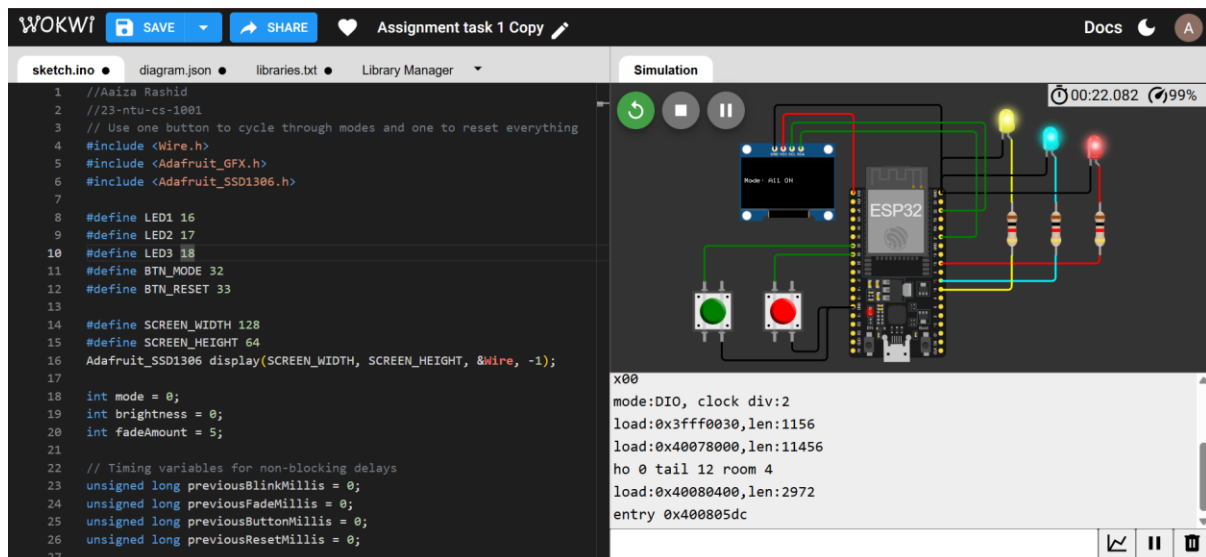 WOKWi SAVE SHARE Assignment task 1 Copy Docs A
sketch.ino diagram.json libraries.txt Library Manager
1 //Aaiza Rashid
2 //23-ntu-cs-1001
3 // Use one button to cycle through modes and one to reset everything
4 #include <Wire.h>
5 #include <Adafruit_GFX.h>
6 #include <Adafruit_SSD1306.h>
7
8 #define LED1 16
9 #define LED2 17
10 #define LED3 18
11 #define BTN_MODE 32
12 #define BTN_RESET 33
13
14 #define SCREEN_WIDTH 128
15 #define SCREEN_HEIGHT 64
16 Adafruit_SSD1306 display(SCREEN_WIDTH, SCREEN_HEIGHT, &Wire, -1);
17
18 int mode = 0;
19 int brightness = 0;
20 int fadeAmount = 5;
21
22 // Timing variables for non-blocking delays
23 unsigned long previousBlinkMillis = 0;
24 unsigned long previousFadeMillis = 0;
25 unsigned long previousButtonMillis = 0;
26 unsigned long previousResetMillis = 0;
27
Simulation
00:22.082 99%
Mode: All ON
ESP32
x00
mode:DIO, clock div:2
load:0x3fff0030,len:1156
load:0x40078000,len:11456
ho 0 tail 12 room 4
load:0x40080400,len:2972
entry 0x400805dc